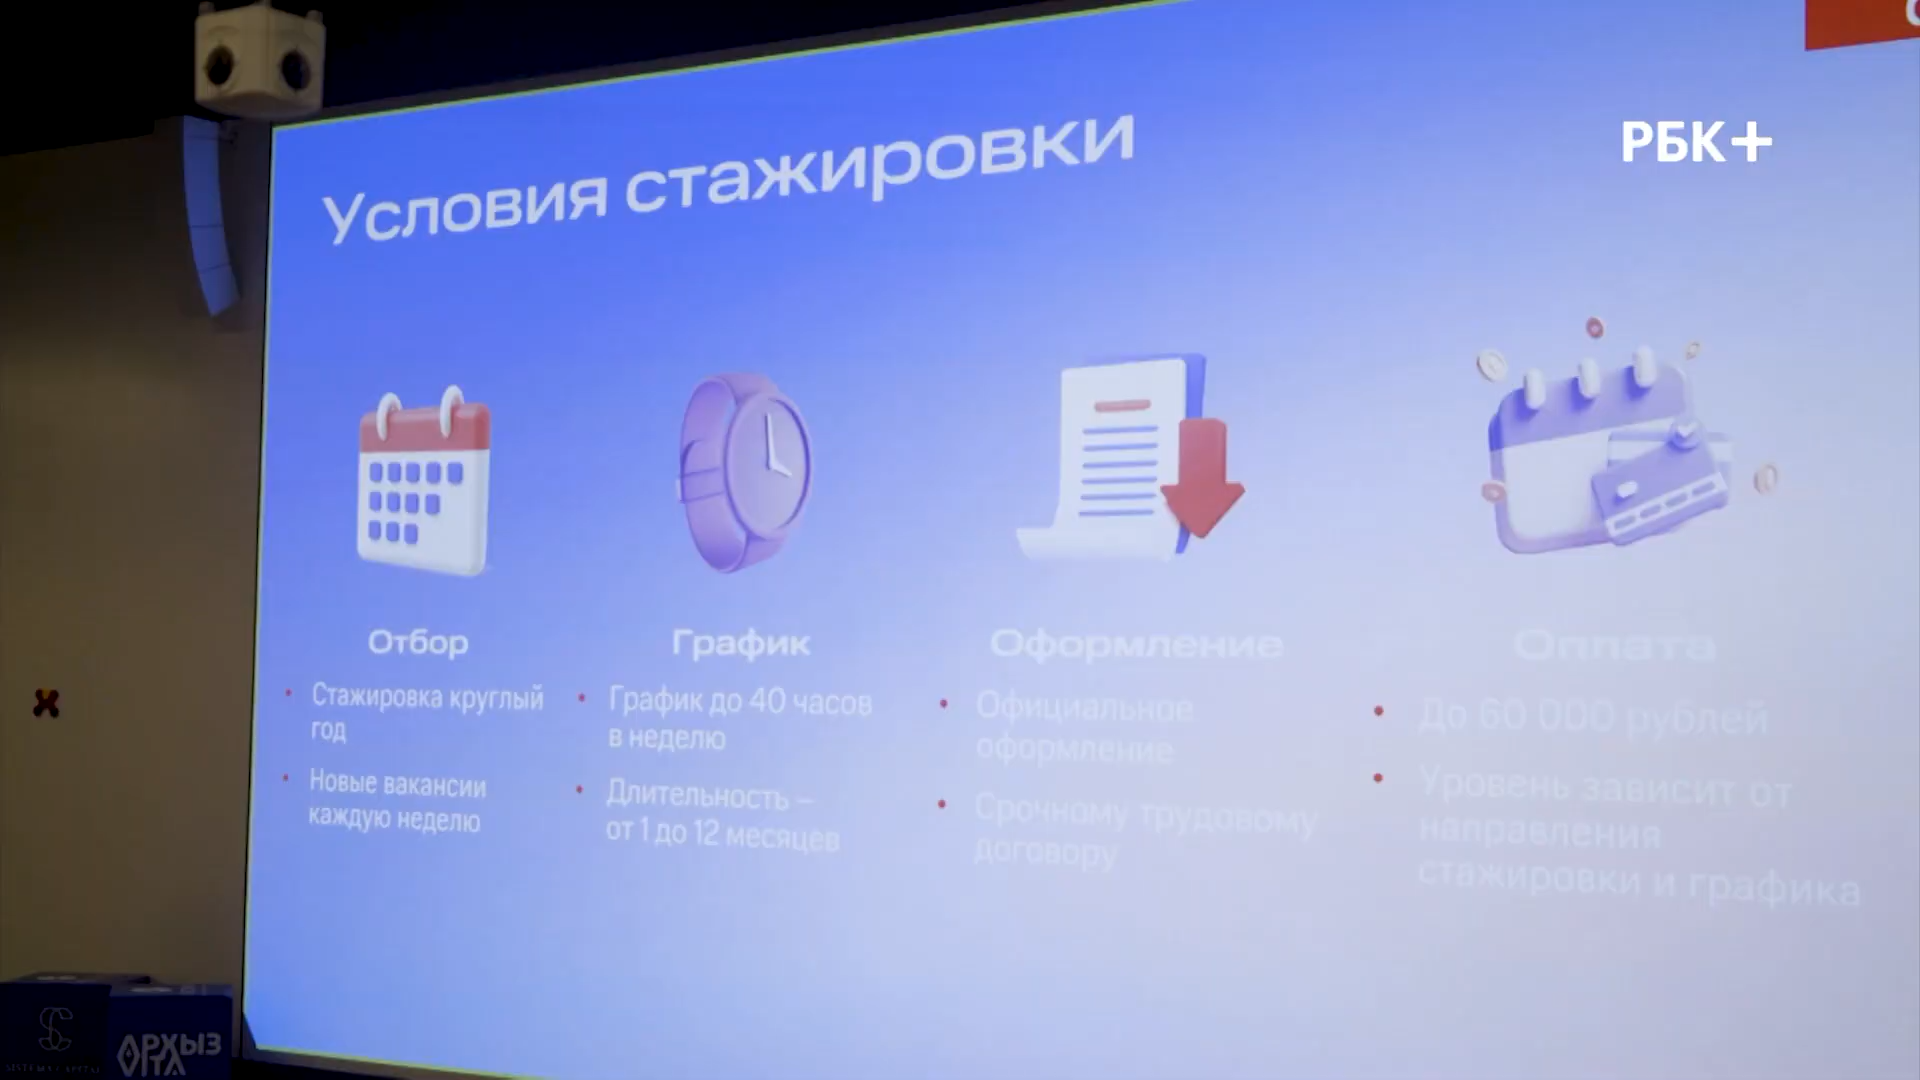 РБК+
Условия стажировки
Отбор
Стажировка круглый
год
Новые вакансии
каждую неделю
График
График до 40 часов
в неделю
Длительность –
от 1 до 12 месяцев
Оформление
Официальное
оформление
Срочному трудовому
договору
Оплата
До 60 000 рублей
Уровень зависит от
направления
стажировки и графика
АРХЫЗ